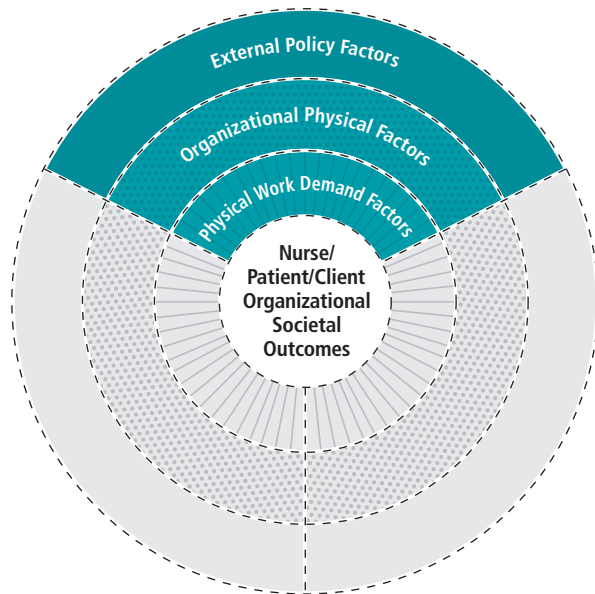 External Policy Factors
Organizational Physical Factors
Physical Work Demand Factors
Nurse/
Patient/Client
Organizational
Societal
Outcomes